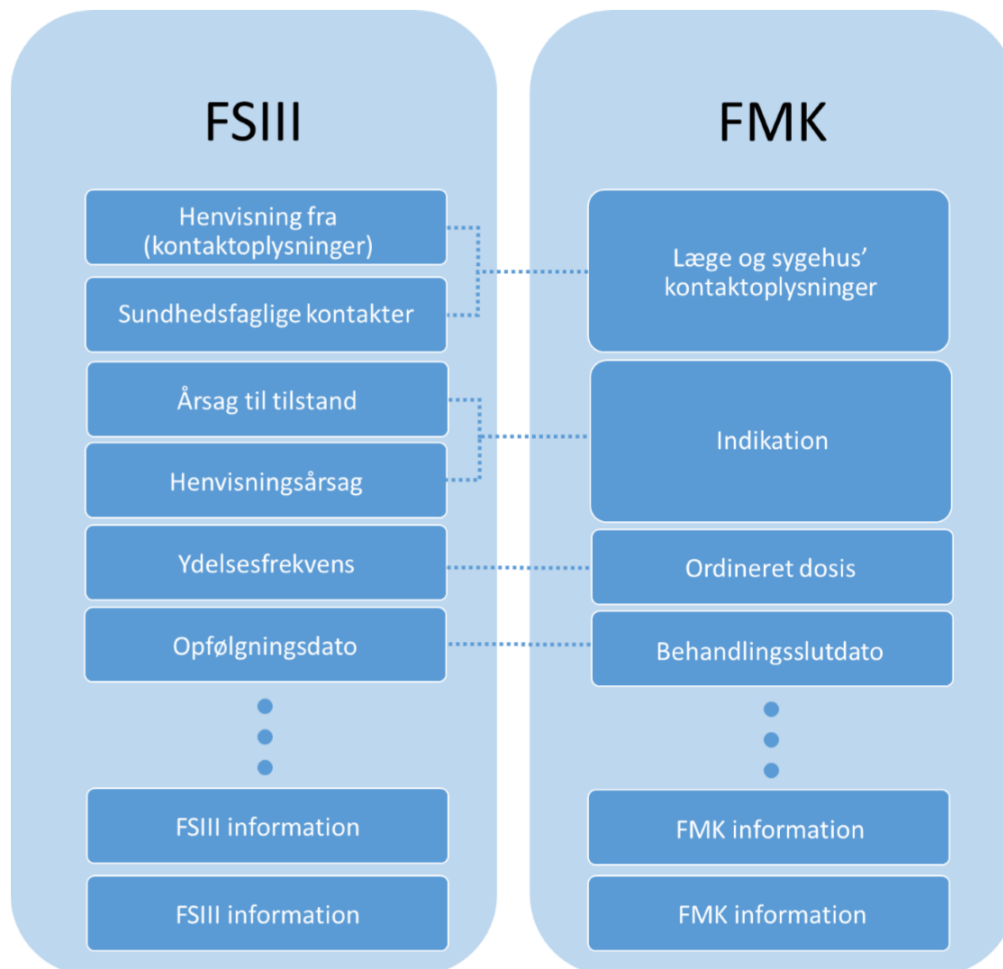 FSIII
Henvisning fra
(kontaktoplysninger)
Sundhedsfaglige kontakter
Årsag til tilstand
Henvisningsårsag
Ydelsesfrekvens
Opfølgningsdato
FSIII information
FSIII information
FMK
Læge og sygehus’
kontaktoplysninger
Indikation
Ordineret dosis
Behandlingsslutdato
FMK information
FMK information